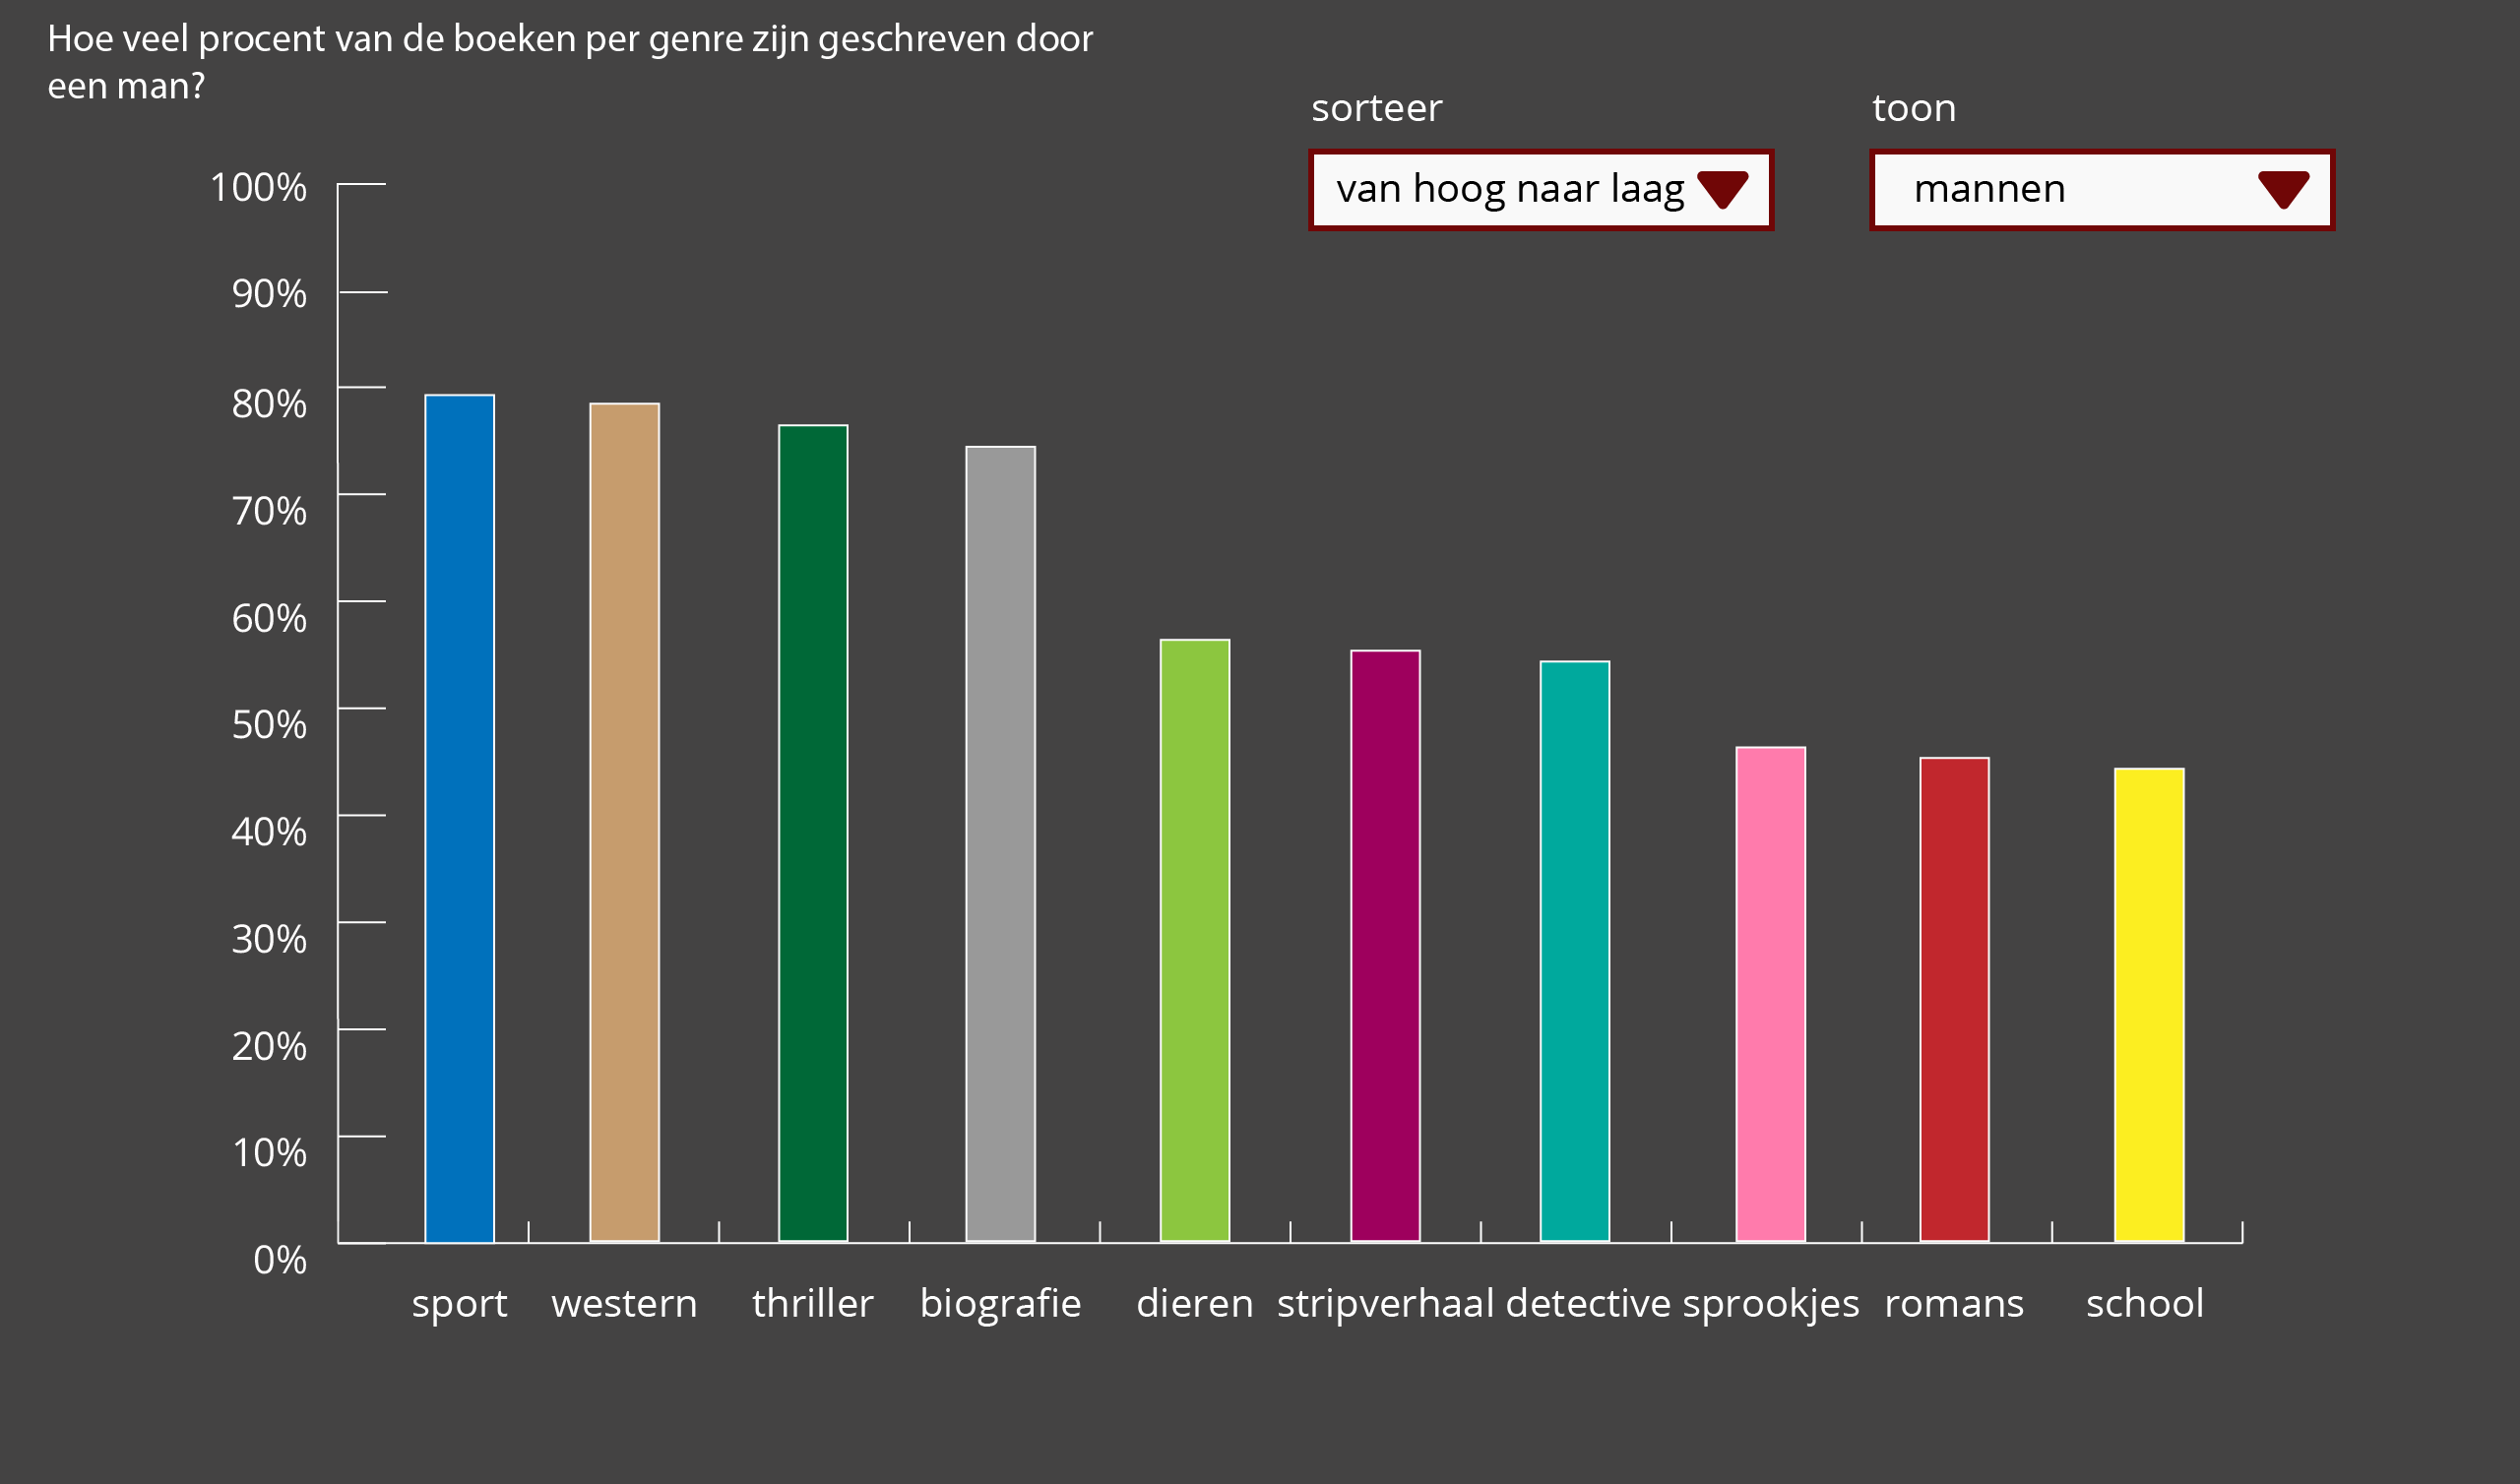 Hoe veel procent van de boeken per genre zijn geschreven door
een man?
sorteer
toon
van hoog naar laag
mannen
100%
90%
80%
70%
60%
50%
40%
30%
20%
10%
0%
sport
western
thriller
biografie
dieren
stripverhaal
detective
sprookjes
romans
school